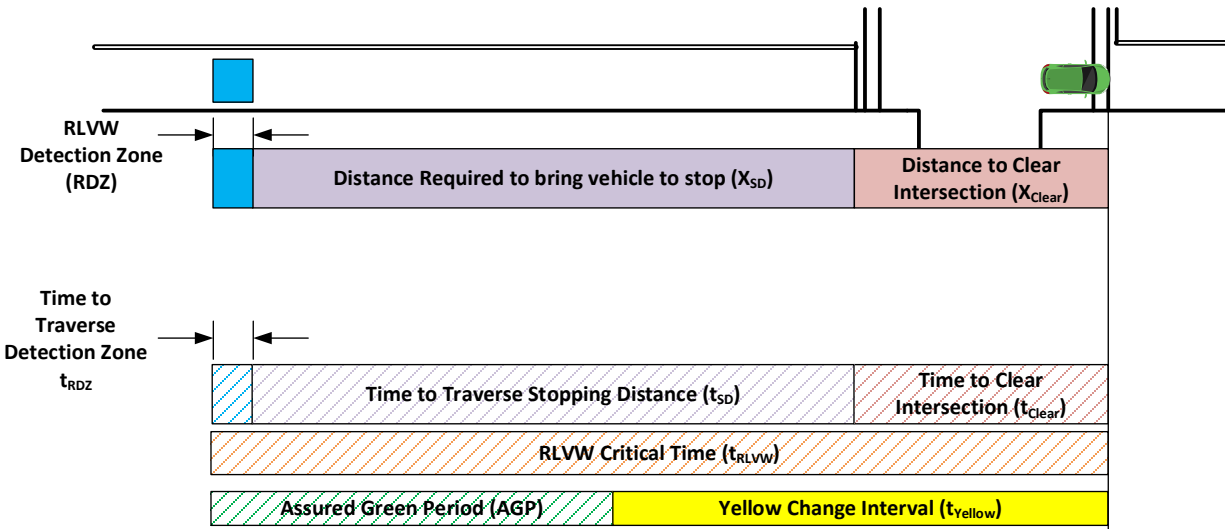 RLVW
Detection Zone
(RDZ)
Distance Required to bring vehicle to stop (XSD)
Distance to Clear
Intersection (XClear)
Time to
Traverse
Detection Zone
tRDZ
Time to Traverse Stopping Distance (tSD)
Time to Clear
Intersection (tClear)
RLVW Critical Time (tRLVW)
Assured Green Period (AGP)
Yellow Change Interval (tYellow)